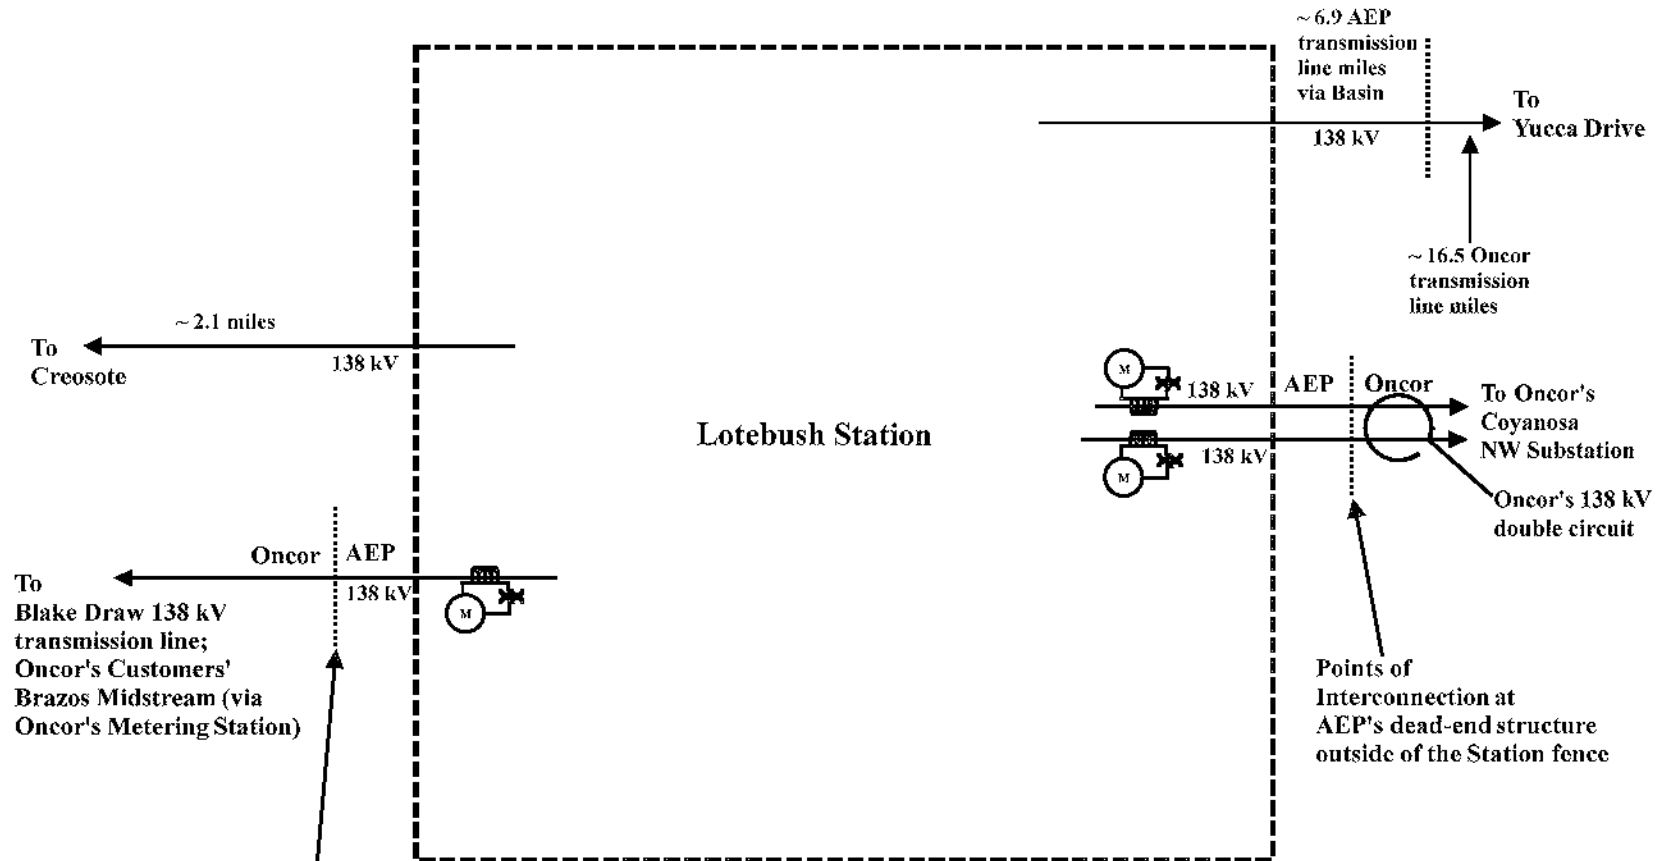 ~ 6.9 AEP
transmission
line miles
via Basin
138 kV
To
Yucca Drive
~ 16.5 Oncor
transmission
line miles
~ 2.1 miles
To
Creosote
138 kV
Lotebush Station
M
138 kV
AEP
Oncor
M
138 kV
To Oncor's
Coyanosa
NW Substation
Oncor's 138 kV
double circuit
Oncor
AEP
138 kV
M
To
Blake Draw 138 kV
transmission line;
Oncor's Customers'
Brazos Midstream (via
Oncor's Metering Station)
Points of
Interconnection at
AEP's dead-end structure
outside of the Station fence